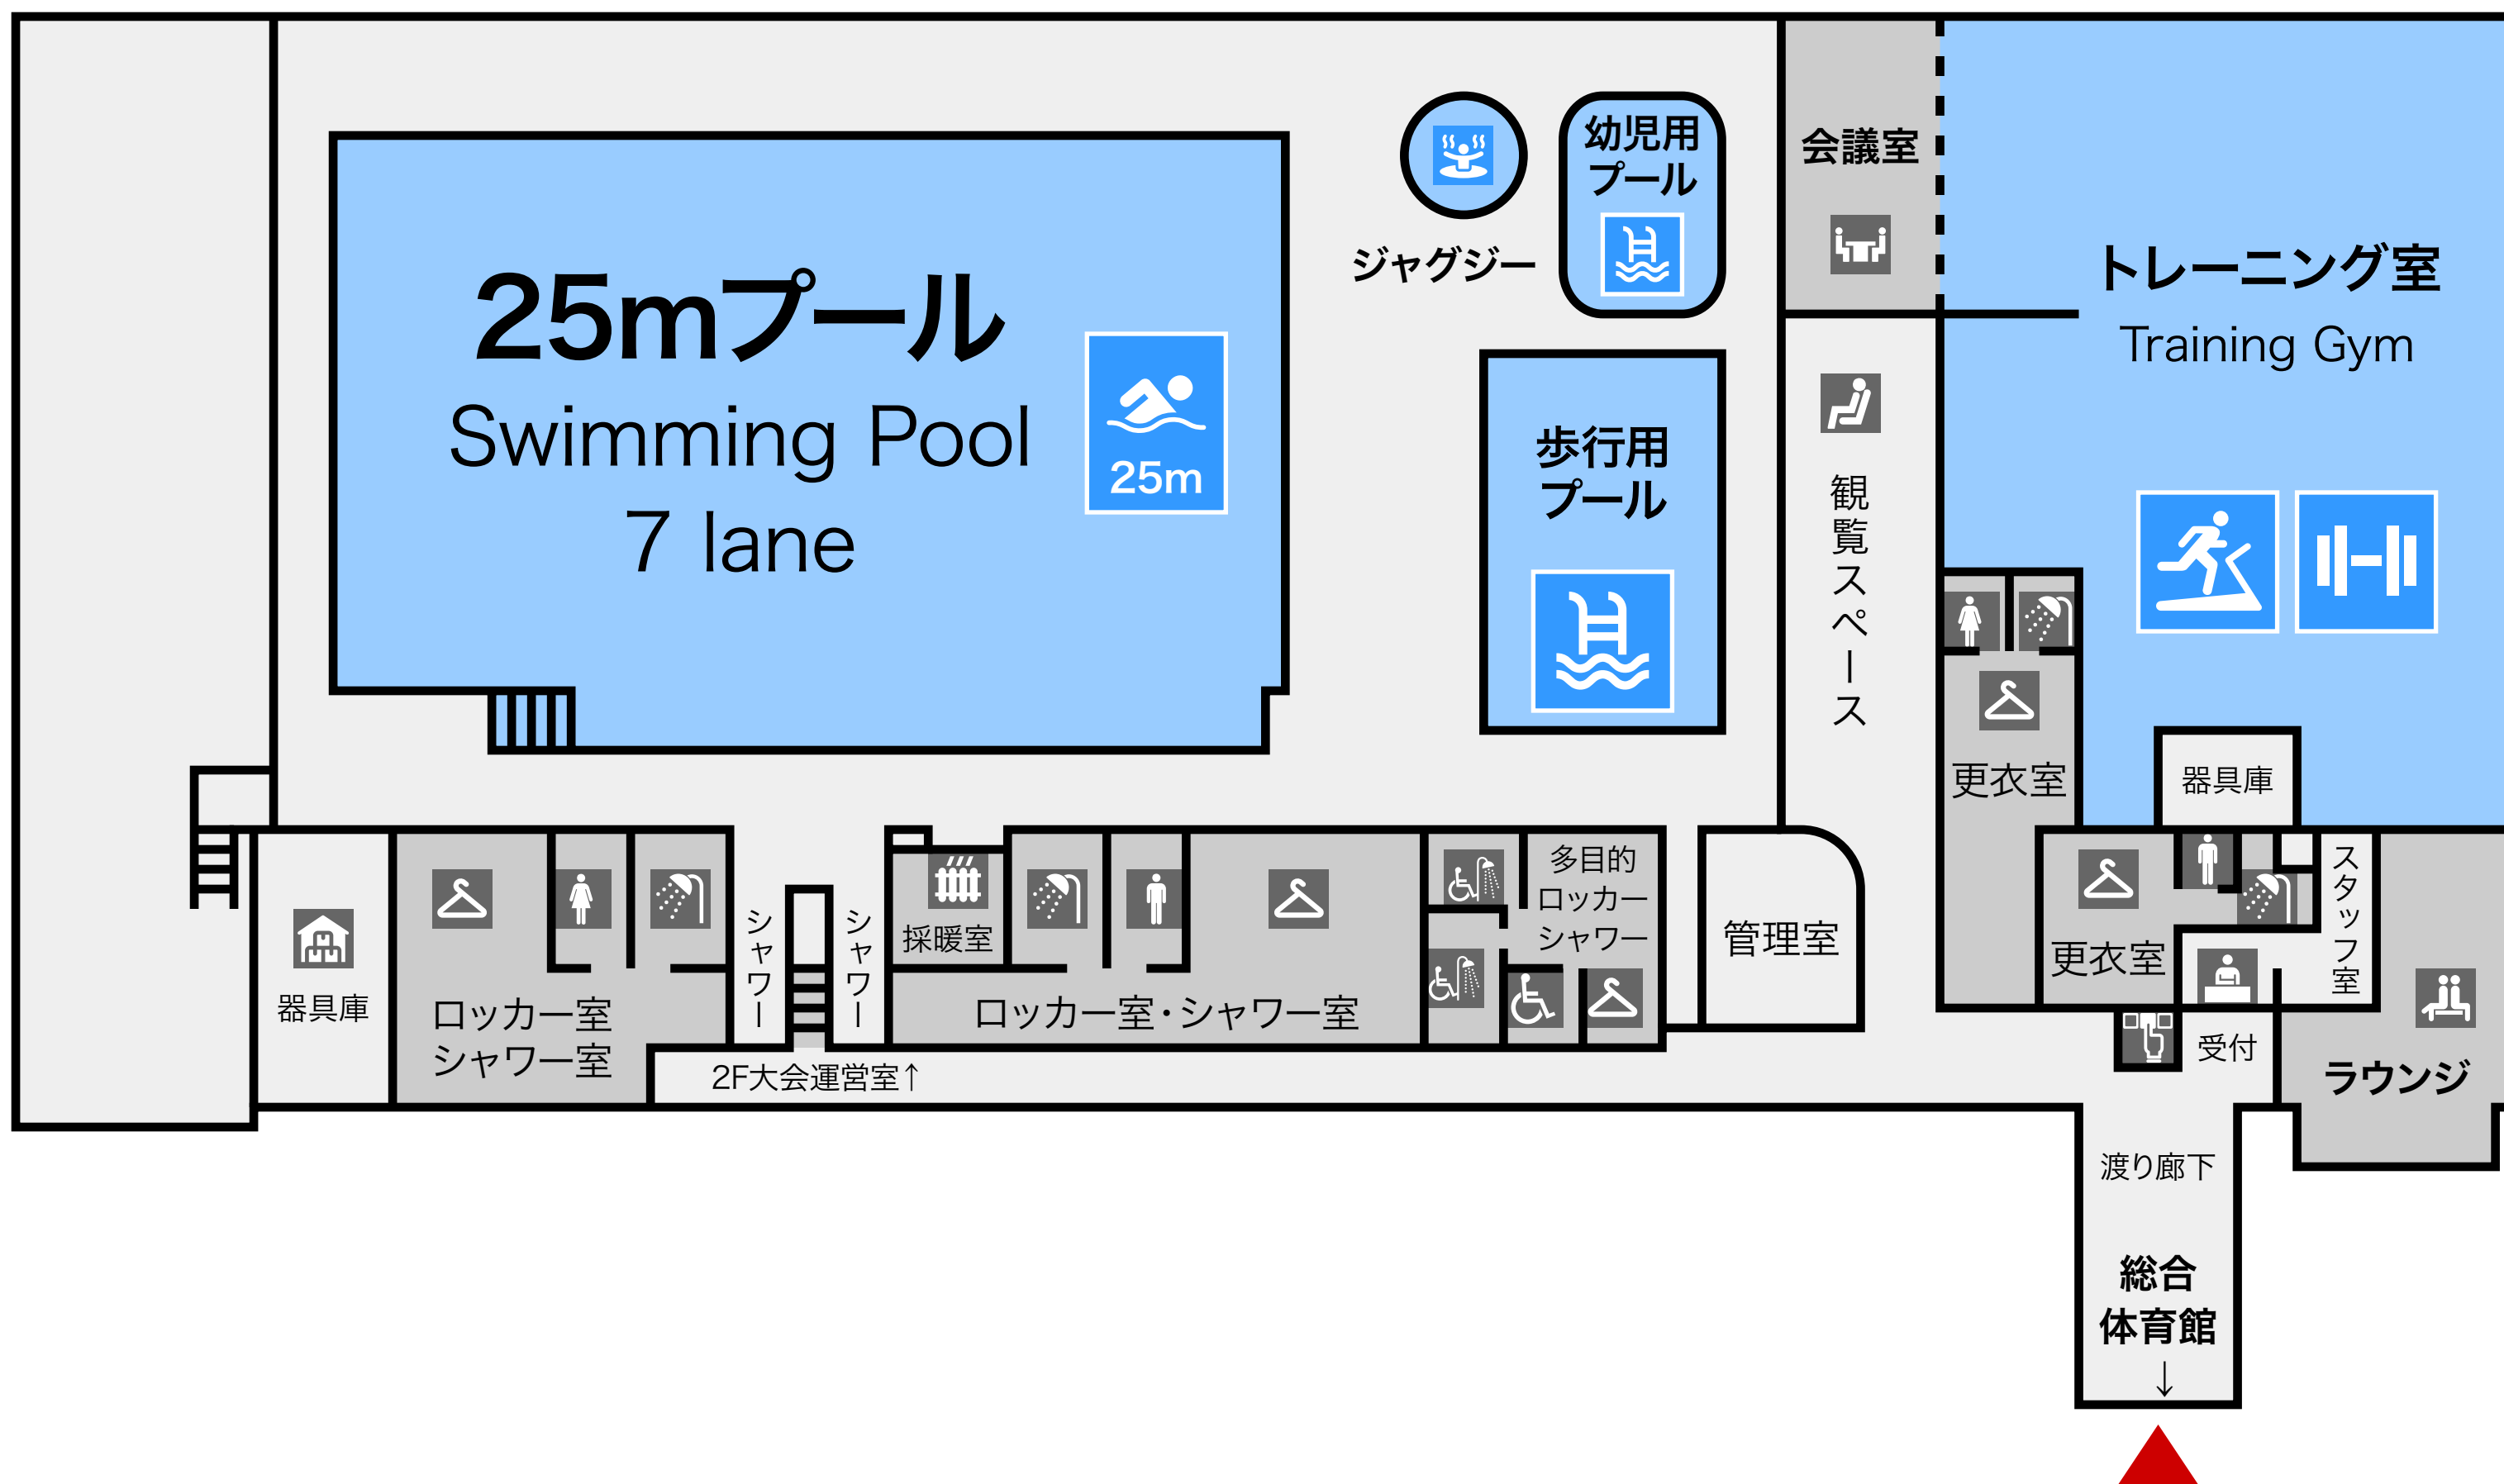 25mプール
Swimming Pool
7 lane
25m
ジャグジー
幼児用
プール
歩行用
プール
会議室
観覧スペース
トレーニング室
Training Gym
更衣室
器具庫
器具庫
ロッカー室
シャワー室
シャワー
シャワー
採暖室
ロッカー室・シャワー室
多目的
ロッカー
シャワー
管理室
更衣室
スタッフ室
受付
ラウンジ
2F大会運営室↑
渡り廊下
総合
体育館
↓